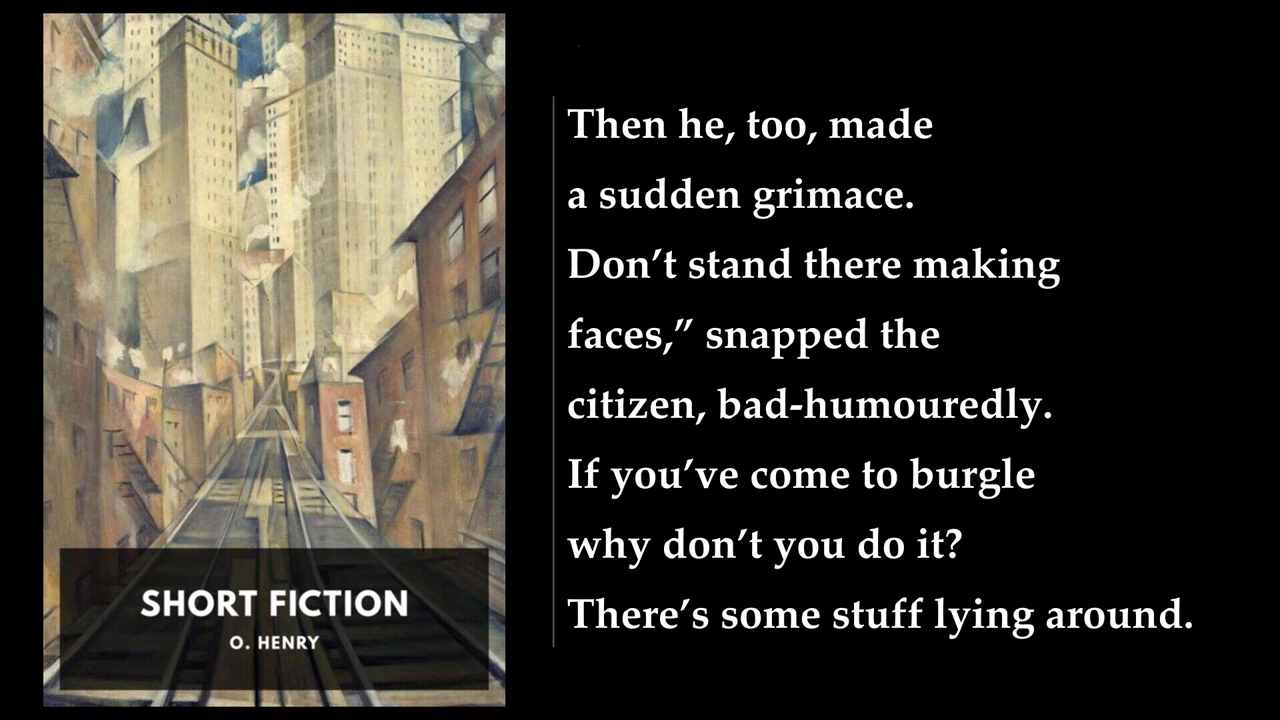 SHORT FICTION
O. HENRY
Then he, too, made
a sudden grimace.
Don’t stand there making
faces,” snapped the
citizen, bad-humouredly.
If you’ve come to burgle
why don’t you do it?
There’s some stuff lying around.